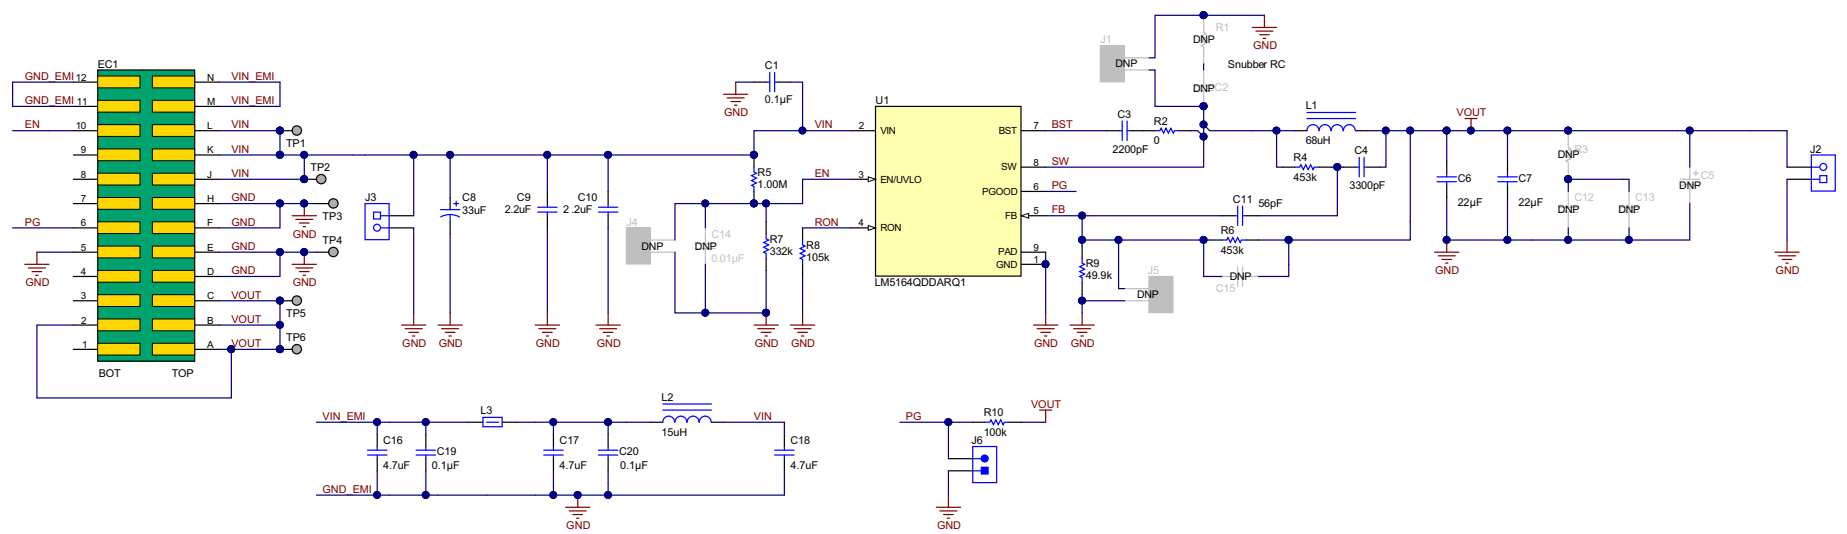 EC1
GND_EMI 12 N VIN_EMI
GND_EMI 11 M VIN_EMI
EN 10 L VIN
TP1
9 K VIN
TP2
8 J VIN
7 H GND
TP3
PG 6 F GND
TP4
5 E GND
GND
4 D GND
GND
3 C VOUT
TP5
2 B VOUT
TP6
1 A VOUT
BOT TOP
J3
GND
C8
33uF
GND
C9
2.2uF
GND
C10
2 .2uF
GND
C1
0.1µF
GND
VIN
R5
1.00M
EN
J4
DNP
C14
DNP
0.01µF
R7
332k
GND
RON
R8
105k
GND
U1
2 VIN
3 EN/UVLO
4 RON
BST 7 BST
SW 8 SW
PGOOD 6 PG
FB 5 FB
PAD 9
GND 1
LM5164QDDARQ1
GND
J1
DNP
R1
DNP
Snubber RC
C2
DNP
GND
C3
2200pF
R2
0
L1
68uH
R4
453k
C4
3300pF
C11
56pF
R6
453k
DNP
C15
R9
49.9k
J5
DNP
GND
VOUT
C6
22µF
GND
C7
22µF
R3
DNP
C12
DNP
C13
DNP
C5
+
DNP
J2
GND
VIN_EMI
C16
4.7uF
C19
0.1µF
L3
C17
4.7uF
C20
0.1µF
L2
15uH
VIN
C18
4.7uF
GND_EMI
GND
PG
R10
100k
VOUT
J6
GND